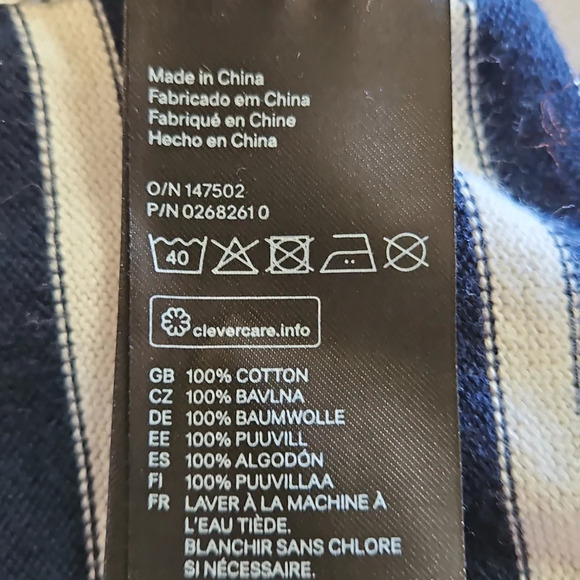 Made in China
Fabricado em China
Fabriqué en Chine
Hecho en China
O/N 147502
P/N 0268261 0
40
clevercare.info
GB 100% COTTON
CZ 100% BAVLNA
DE 100% BAUMWOLLE
EE 100% PUUVILL
ES 100% ALGODÓN
FI 100% PUUVILLAA
FR LAVER À LA MACHINE À
L'EAU TIÈDE.
BLANCHIR SANS CHLORE
SI NÉCESSAIRE.